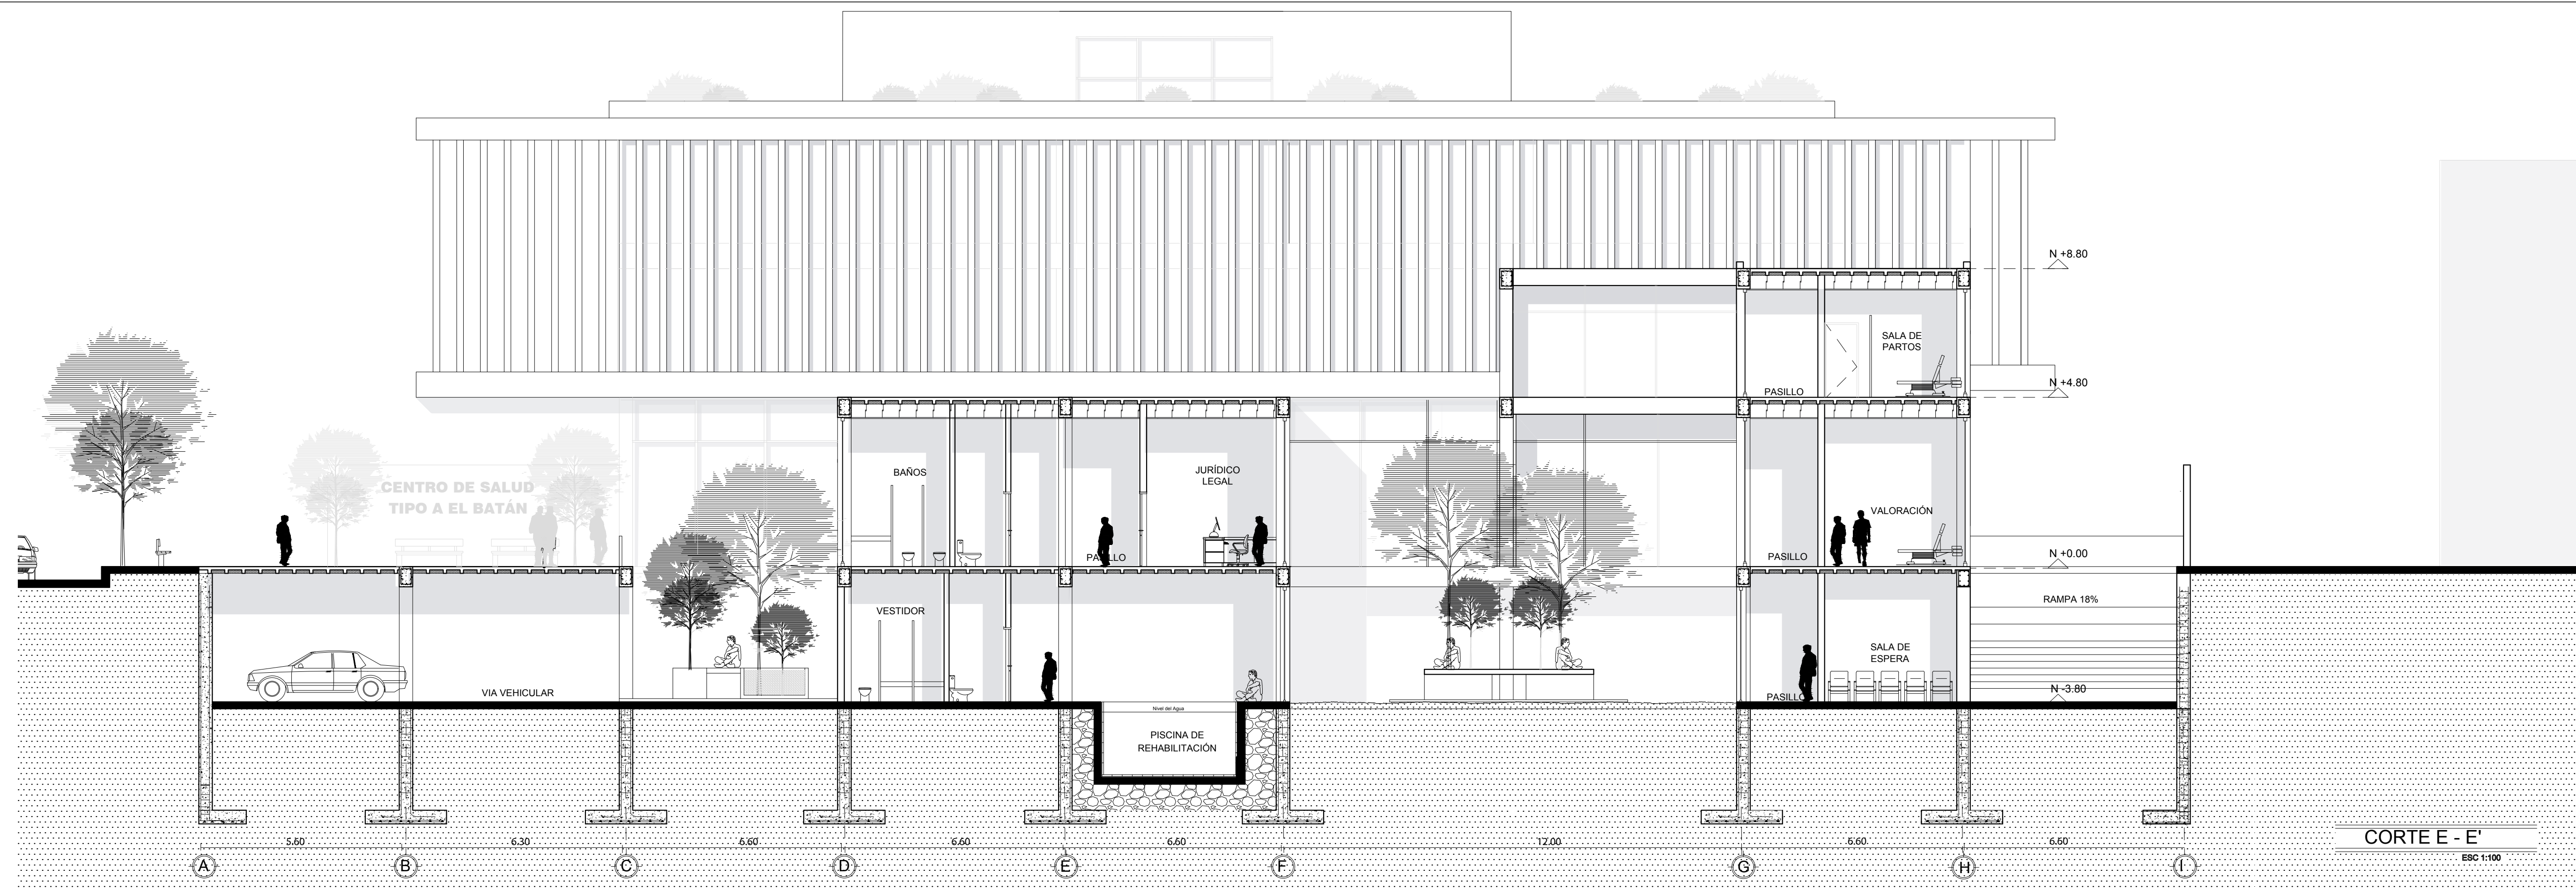 N +8.80
SALA DE
PARTOS
PASILLO
N +4.80
CENTRO DE SALUD
TIPO A EL BATÁN
BAÑOS
JURÍDICO
LEGAL
PASILLO
VALORACIÓN
PASILLO
N +0.00
VESTIDOR
RAMPA 18%
SALA DE
ESPERA
VIA VEHICULAR
PASILLO
N -3.80
Nivel del Agua
PISCINA DE
REHABILITACIÓN
5.60 6.30 6.60 6.60 6.60 12.00 6.60 6.60
A B C D E F G H I
CORTE E - E'
ESC 1:100